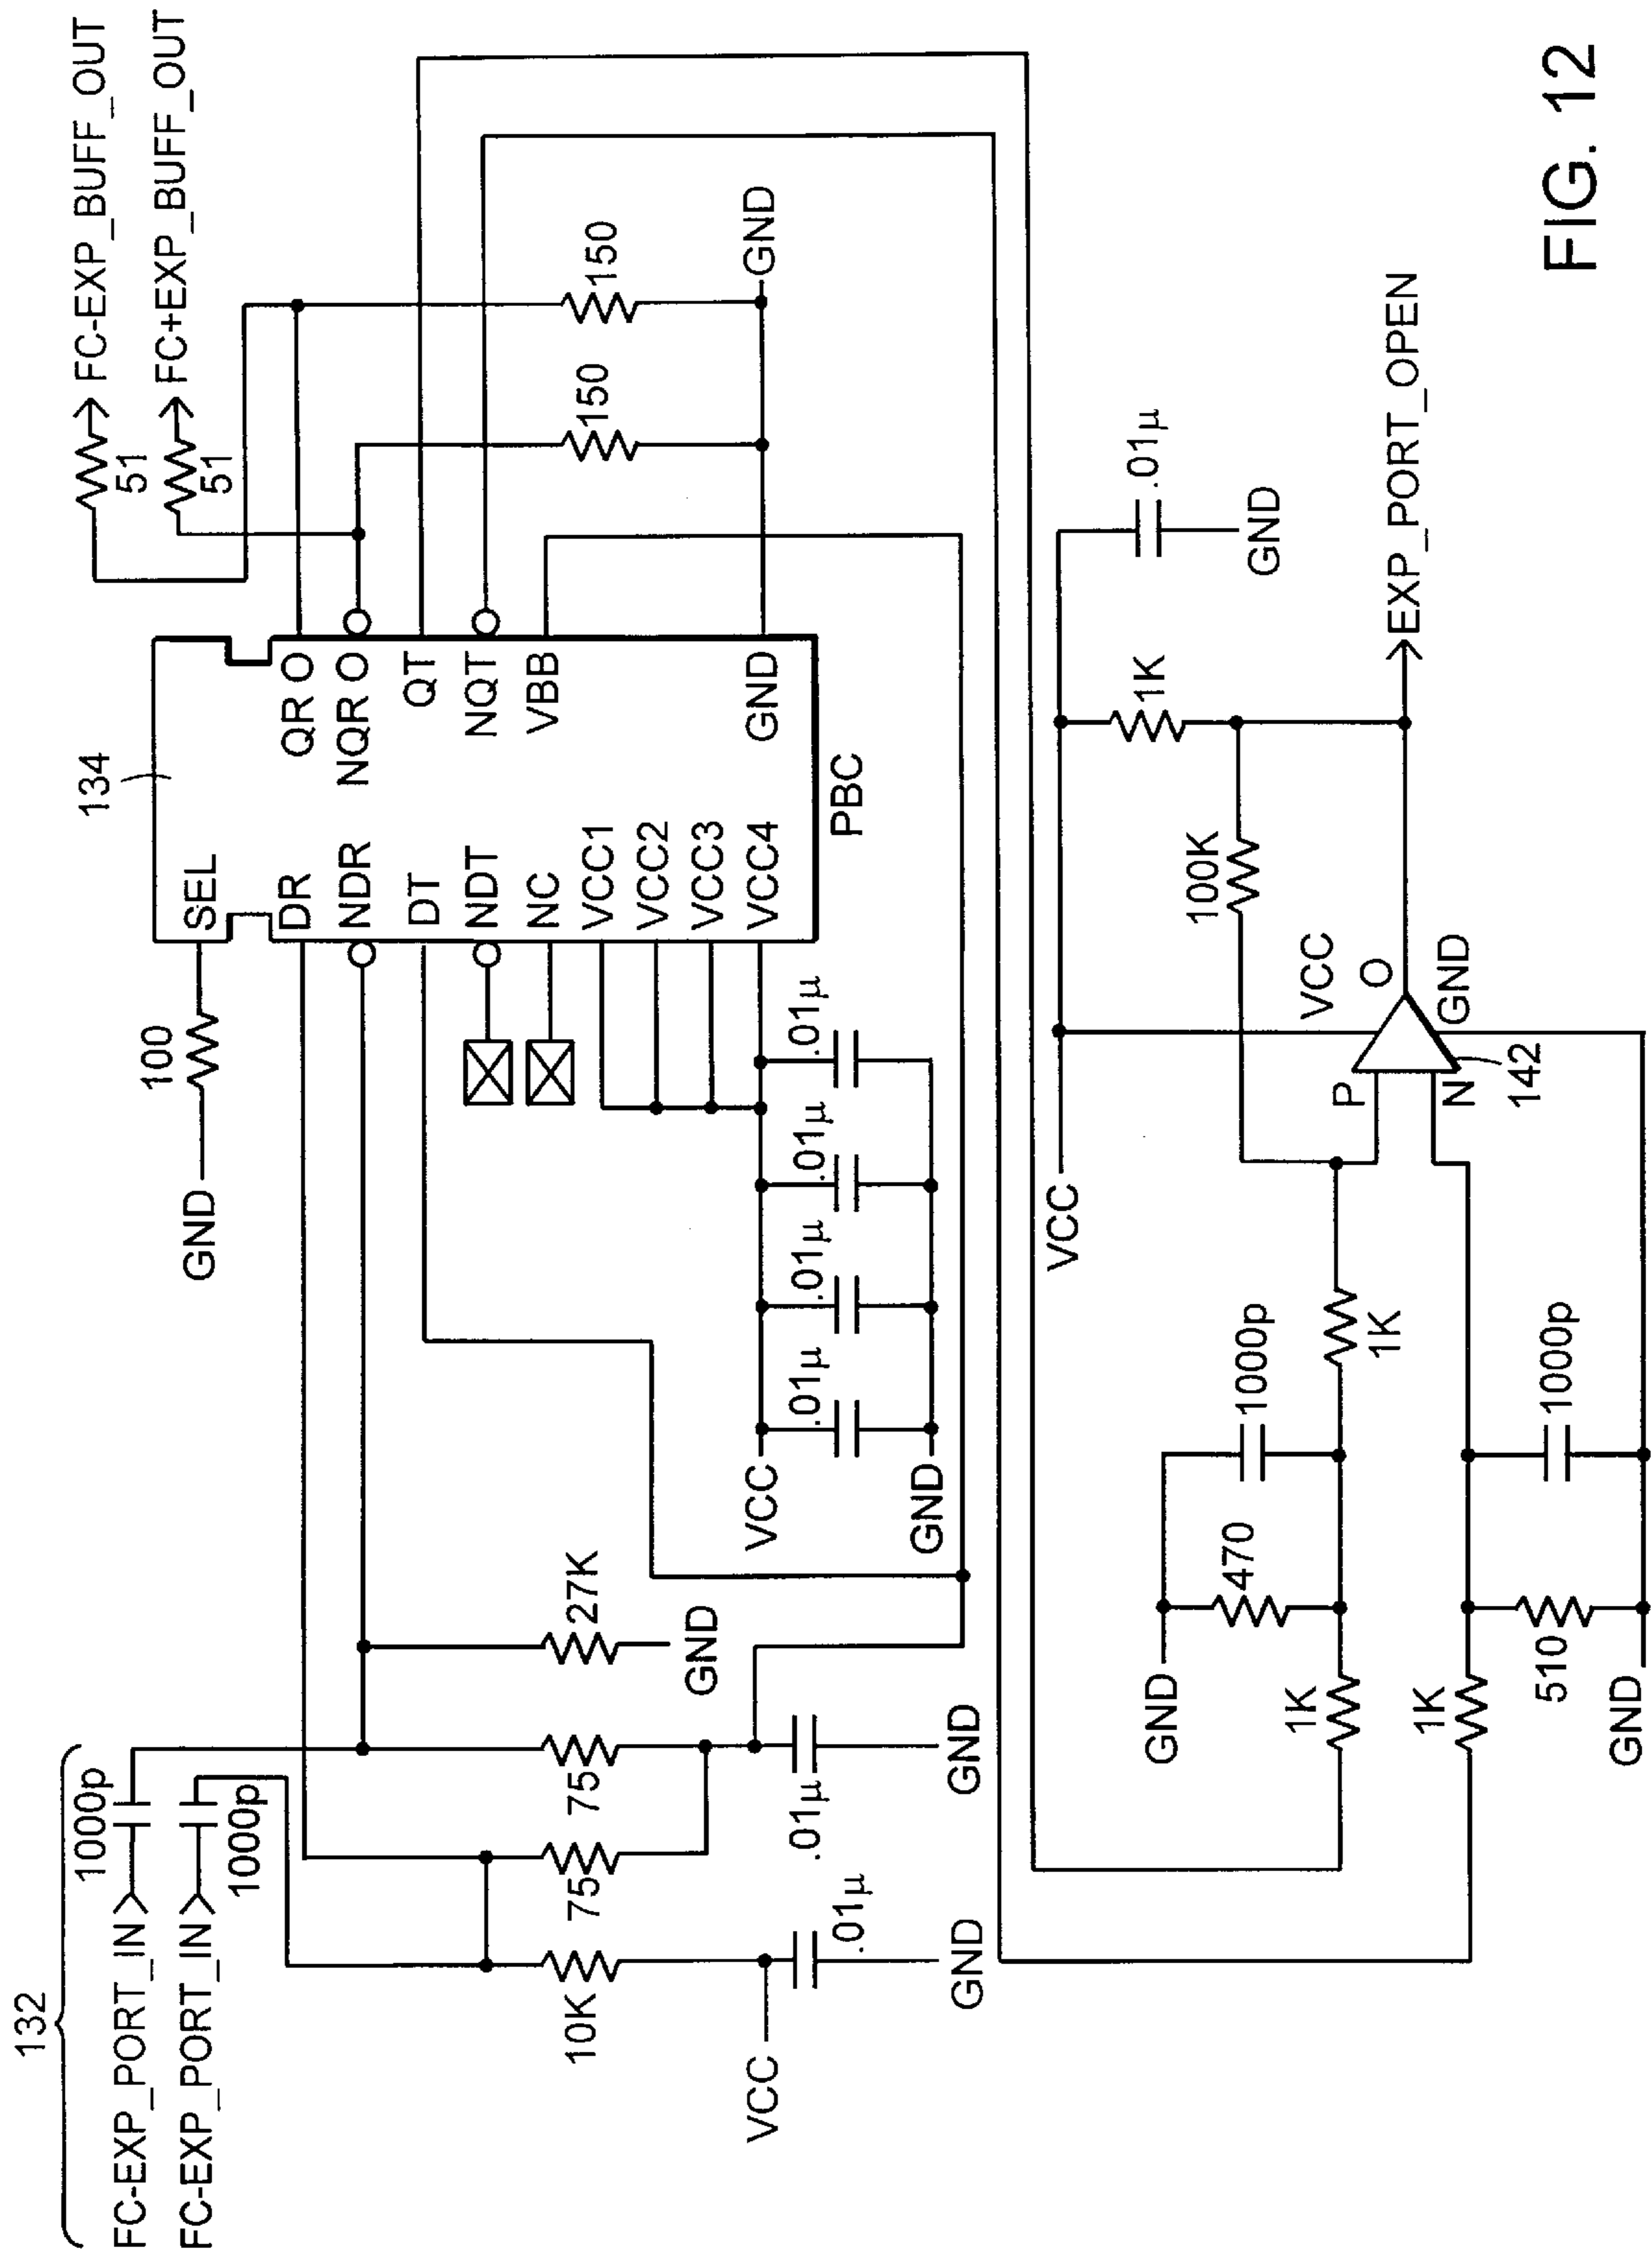 132
FC-EXP_PORT_IN
1000p
FC-EXP_PORT_IN
1000p
10K
75
75
27K
GND
VCC
.01µ
GND
.01µ
GND
GND
100
134
SEL
DR
NDR
DT
NDT
NC
VCC1
VCC2
VCC3
VCC4
QR O
NQR O
QT
NQT
VBB
GND
PBC
VCC
.01µ
.01µ
.01µ
.01µ
GND
51
FC-EXP_BUFF_OUT
51
FC+EXP_BUFF_OUT
150
150
GND
VCC
1K
.01µ
GND
100K
GND
470
1000p
1K
1K
1K
510
1000p
GND
P
N
VCC
O
GND
142
EXP_PORT_OPEN
FIG. 12